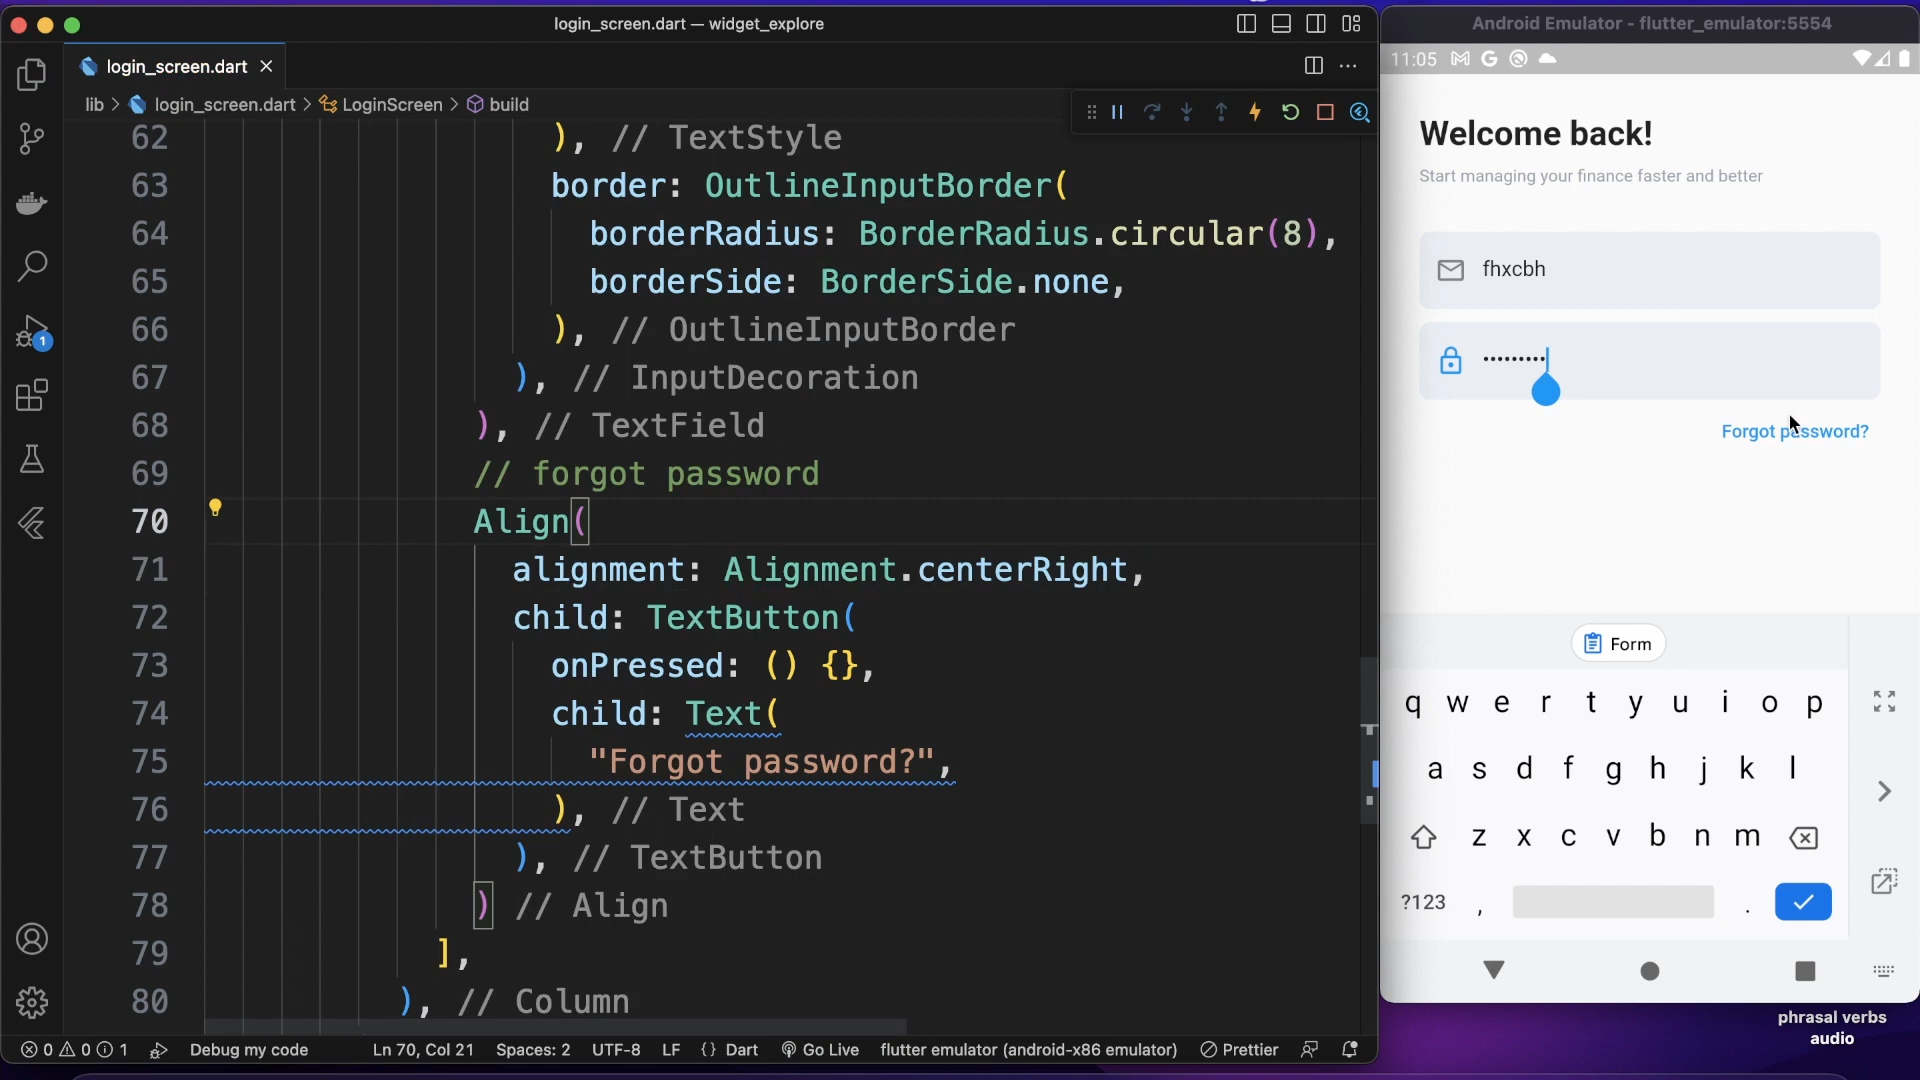 login_screen.dart — widget_explore
login_screen.dart
lib > login_screen.dart > LoginScreen > build
62 ), // TextStyle
63 border: OutlineInputBorder(
64 borderRadius: BorderRadius.circular(8),
65 borderSide: BorderSide.none,
66 ), // OutlineInputBorder
67 ), // InputDecoration
68 ), // TextField
69 // forgot password
70 Align(
71 alignment: Alignment.centerRight,
72 child: TextButton(
73 onPressed: () {},
74 child: Text(
75 "Forgot password?",
76 ), // Text
77 ), // TextButton
78 ) // Align
79 ],
80 ), // Column
1
0 0 1 Debug my code Ln 70, Col 21 Spaces: 2 UTF-8 LF {} Dart Go Live flutter emulator (android-x86 emulator) Prettier
Android Emulator - flutter_emulator:5554
11:05
Welcome back!
Start managing your finance faster and better
fhxcbh
•••••••••
Forgot password?
Form
q w e r t y u i o p
a s d f g h j k l
z x c v b n m
?123 , .
phrasal verbs
audio